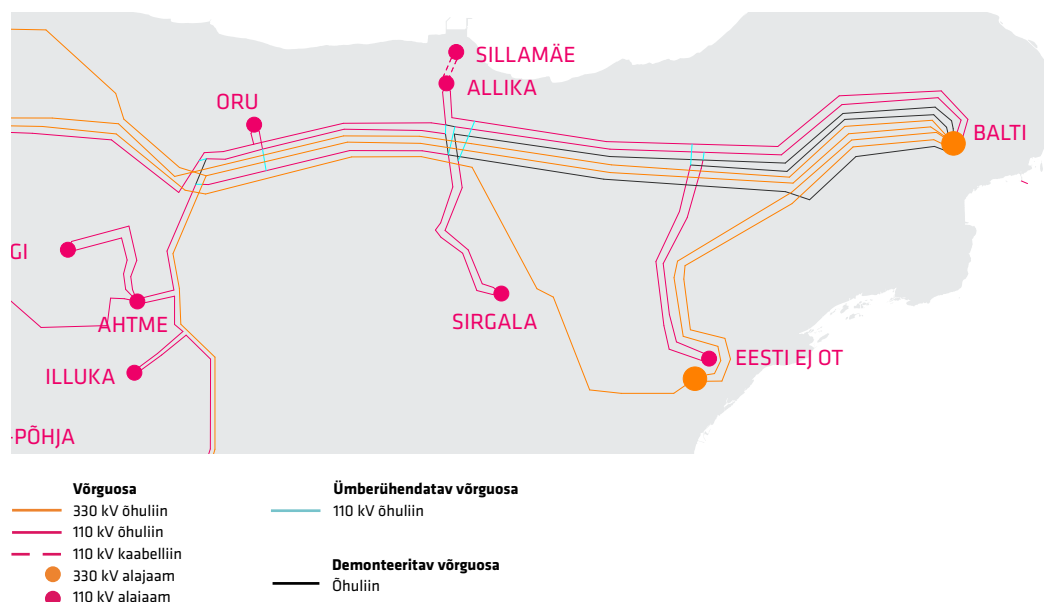 SILLAMÄE
ALLIKA
ORU
BALTI
GI
SIRGALA
AHTME
EESTI EJ OT
ILLUKA
-PÕHJA
Võrguosa
330 kV õhuliin
110 kV õhuliin
110 kV kaabelliin
330 kV alajaam
110 kV alajaam
Ümberühendatav võrguosa
110 kV õhuliin
Demonteeritav võrguosa
Õhuliin